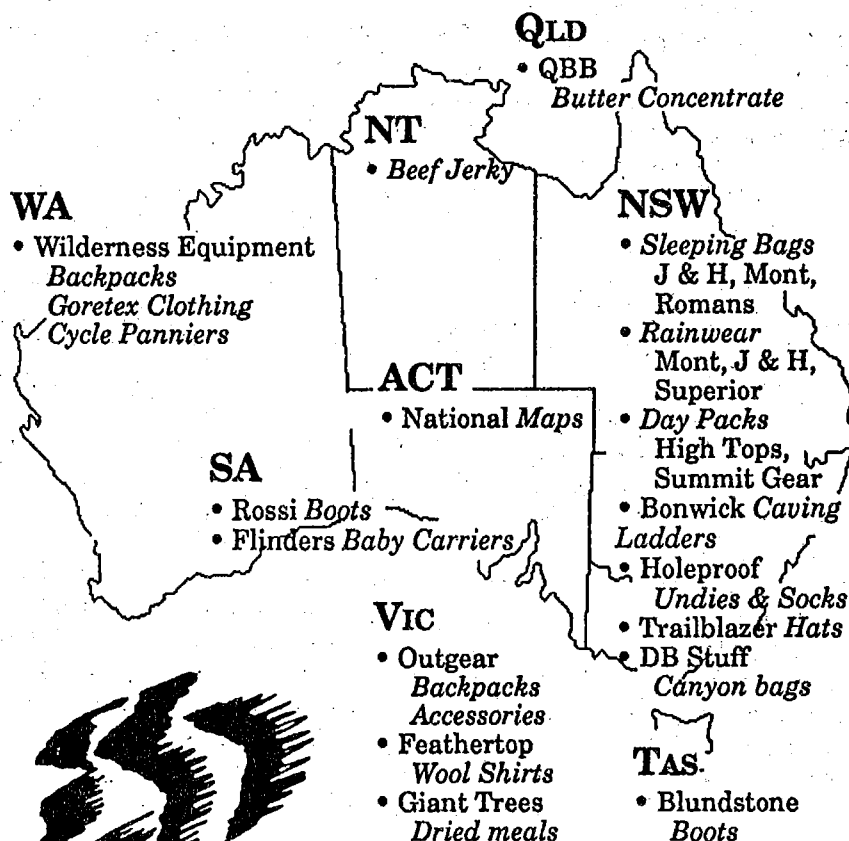 QLD
• QBB
Butter Concentrate
NT
• Beef Jerky
WA
• Wilderness Equipment
Backpacks
Goretex Clothing
Cycle Panniers
NSW
• Sleeping Bags
J & H, Mont,
Romans
• Rainwear
Mont, J & H,
Superior
• Day Packs
High Tops,
Summit Gear
• Bonwick Caving
Ladders
• Holeproof
Undies & Socks
• Trailblazer Hats
• DB Stuff
Canyon bags
ACT
• National Maps
SA
• Rossi Boots
• Flinders Baby Carriers
VIC
• Outgear
Backpacks
Accessories
• Feathertop
Wool Shirts
• Giant Trees
Dried meals
TAS.
• Blundstone
Boots